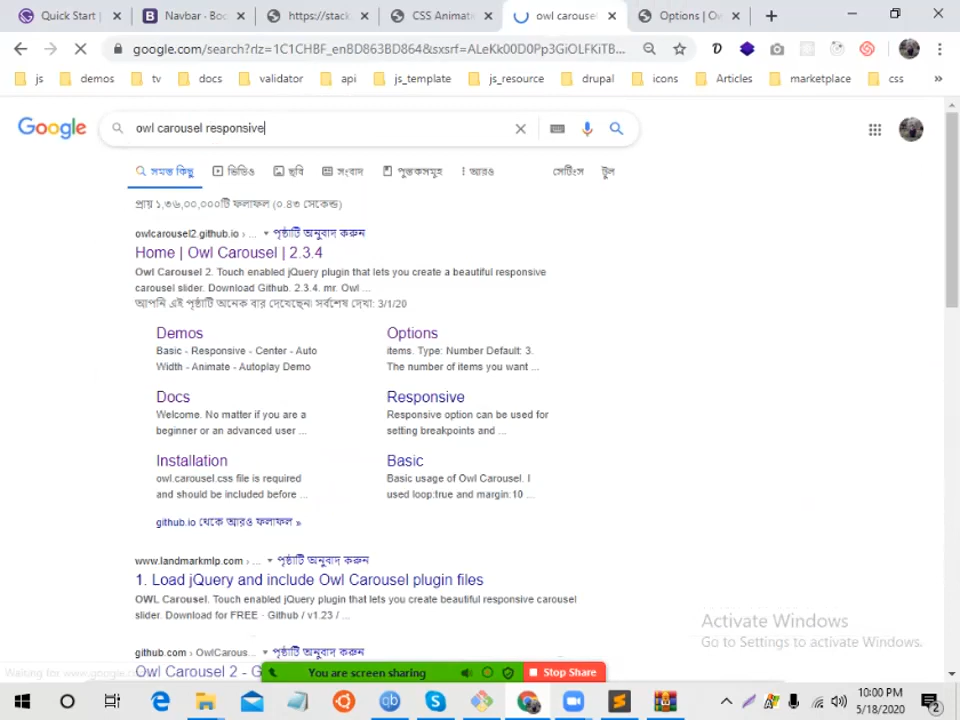 Quick Start |
Navbar - Boo
https://stack
CSS Animati
owl carousel
Options | Ow
google.com/search?rlz=1C1CHBF_enBD863BD864&sxsrf=ALeKk00D0Pp3GiOLFKiTB...
js
demos
tv
docs
validator
api
js_template
js_resource
drupal
icons
Articles
marketplace
css
»
Google
owl carousel responsive
সমস্ত কিছু
ভিডিও
ছবি
সংবাদ
পুস্তকসমূহ
আরও
সেটিংস
টুল
প্রায় ১,৩৬,০০,০০০টি ফলাফল (০.৪৩ সেকেন্ড)
owlcarousel2.github.io › ... ▾ পৃষ্ঠাটি অনুবাদ করুন
Home | Owl Carousel | 2.3.4
Owl Carousel 2. Touch enabled jQuery plugin that lets you create a beautiful responsive
carousel slider. Download Github. 2.3.4. mr. Owl ...
আপনি এই পৃষ্ঠাটি অনেক বার দেখেছেন৷ সর্বশেষ দেখা: 3/1/20
Demos
Basic - Responsive - Center - Auto
Width - Animate - Autoplay Demo
Options
items. Type: Number Default: 3.
The number of items you want ...
Docs
Welcome. No matter if you are a
beginner or an advanced user ...
Responsive
Responsive option can be used for
setting breakpoints and ...
Installation
owl.carousel.css file is required
and should be included before ...
Basic
Basic usage of Owl Carousel. I
used loop:true and margin:10 ...
github.io থেকে আরও ফলাফল »
www.landmarkmlp.com › ... ▾ পৃষ্ঠাটি অনুবাদ করুন
1. Load jQuery and include Owl Carousel plugin files
OWL Carousel. Touch enabled jQuery plugin that lets you create beautiful responsive carousel
slider. Download for FREE · Github / v1.23 / ...
github.com › OwlCarous... ▾ পৃষ্ঠাটি অনুবাদ করুন
Owl Carousel 2 - G
Waiting for www.google.com
You are screen sharing
Stop Share
Activate Windows
Go to Settings to activate Windows.
10:00 PM
5/18/2020
2